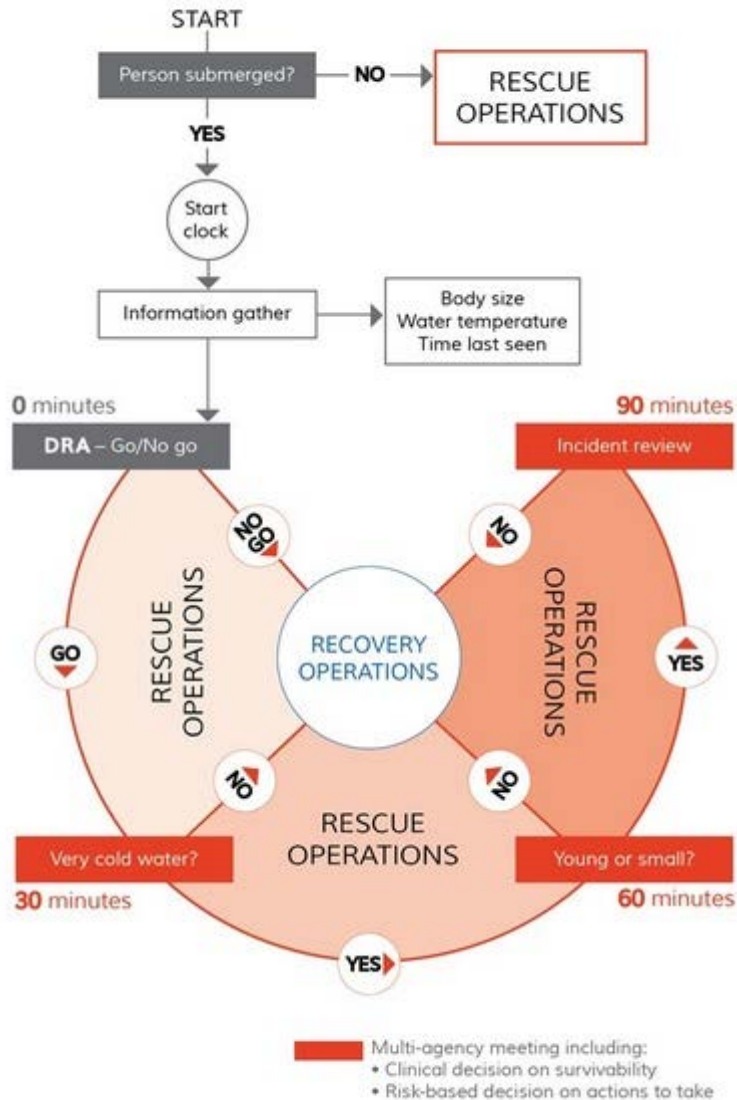 START
Person submerged?
NO
RESCUE
OPERATIONS
YES
Start
clock
Information gather
Body size
Water temperature
Time last seen
0 minutes
DRA – Go/No go
90 minutes
Incident review
NO
GO
NO
RESCUE
OPERATIONS
RECOVERY
OPERATIONS
RESCUE
OPERATIONS
GO
YES
NO
NO
RESCUE
OPERATIONS
Very cold water?
30 minutes
Young or small?
60 minutes
YES
Multi-agency meeting including:
• Clinical decision on survivability
• Risk-based decision on actions to take